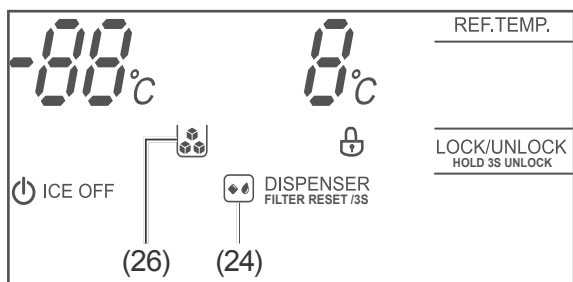 -88°C
8°C
REF.TEMP.
LOCK/UNLOCK
HOLD 3S UNLOCK
ICE OFF
DISPENSER
FILTER RESET /3S
(26)
(24)